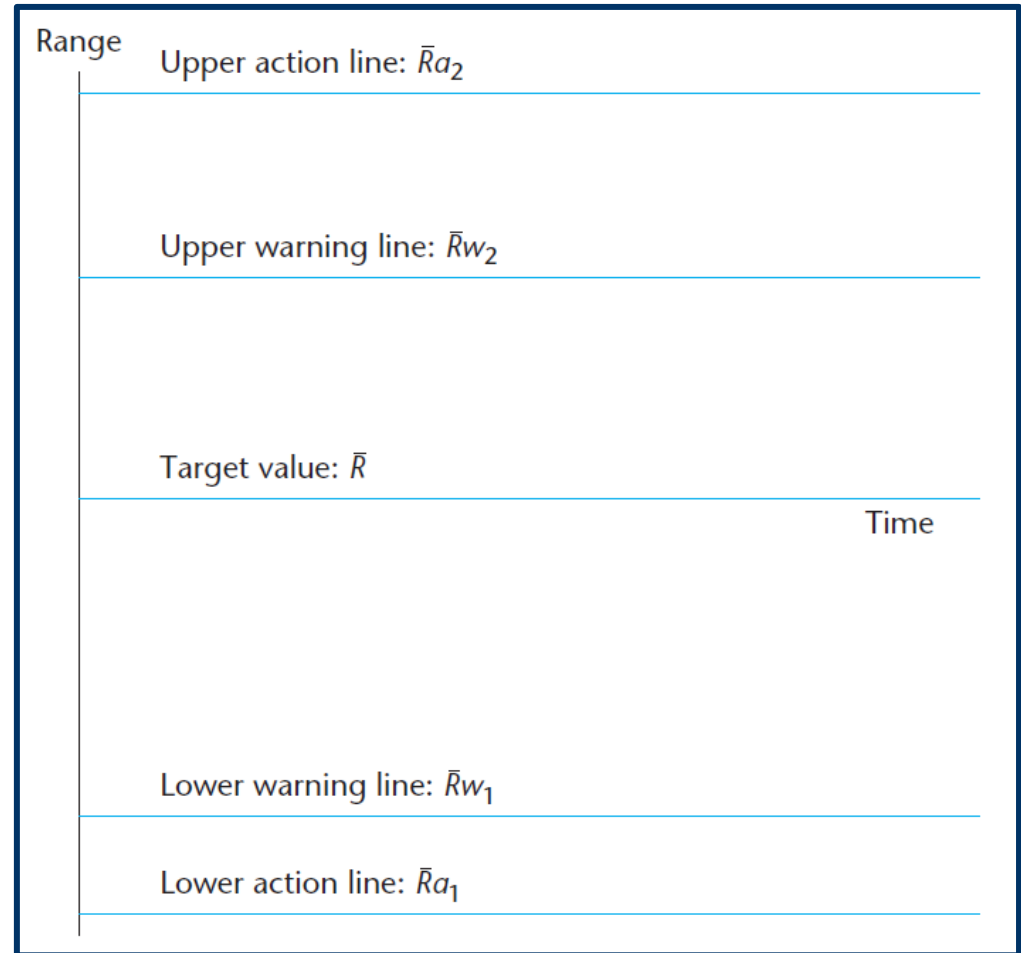 Range
Upper action line: R̄a₂
Upper warning line: R̄w₂
Target value: R̄
Time
Lower warning line: R̄w₁
Lower action line: R̄a₁